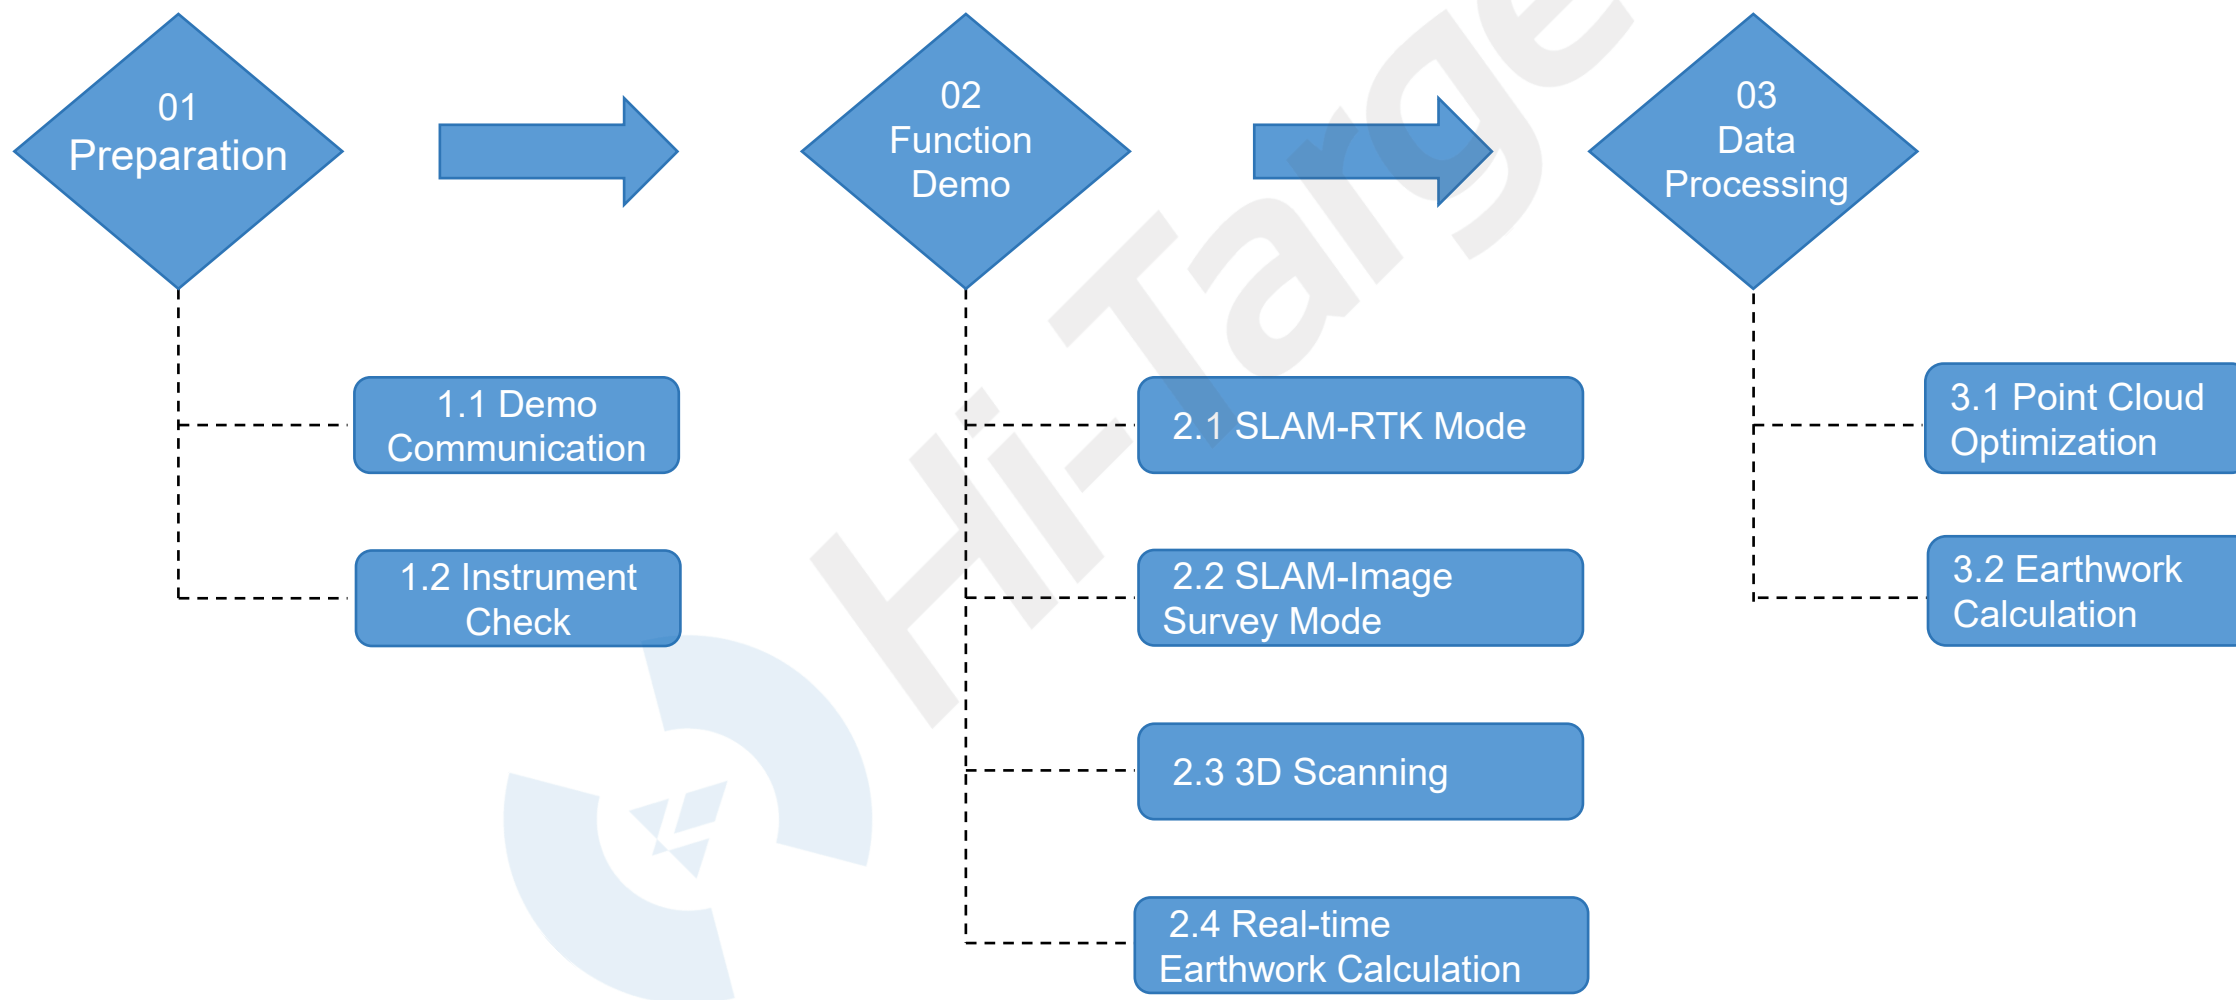 01
Preparation
02
Function
Demo
03
Data
Processing
1.1 Demo
Communication
1.2 Instrument
Check
2.1 SLAM-RTK Mode
2.2 SLAM-Image
Survey Mode
2.3 3D Scanning
2.4 Real-time
Earthwork Calculation
3.1 Point Cloud
Optimization
3.2 Earthwork
Calculation
Hi-Targe